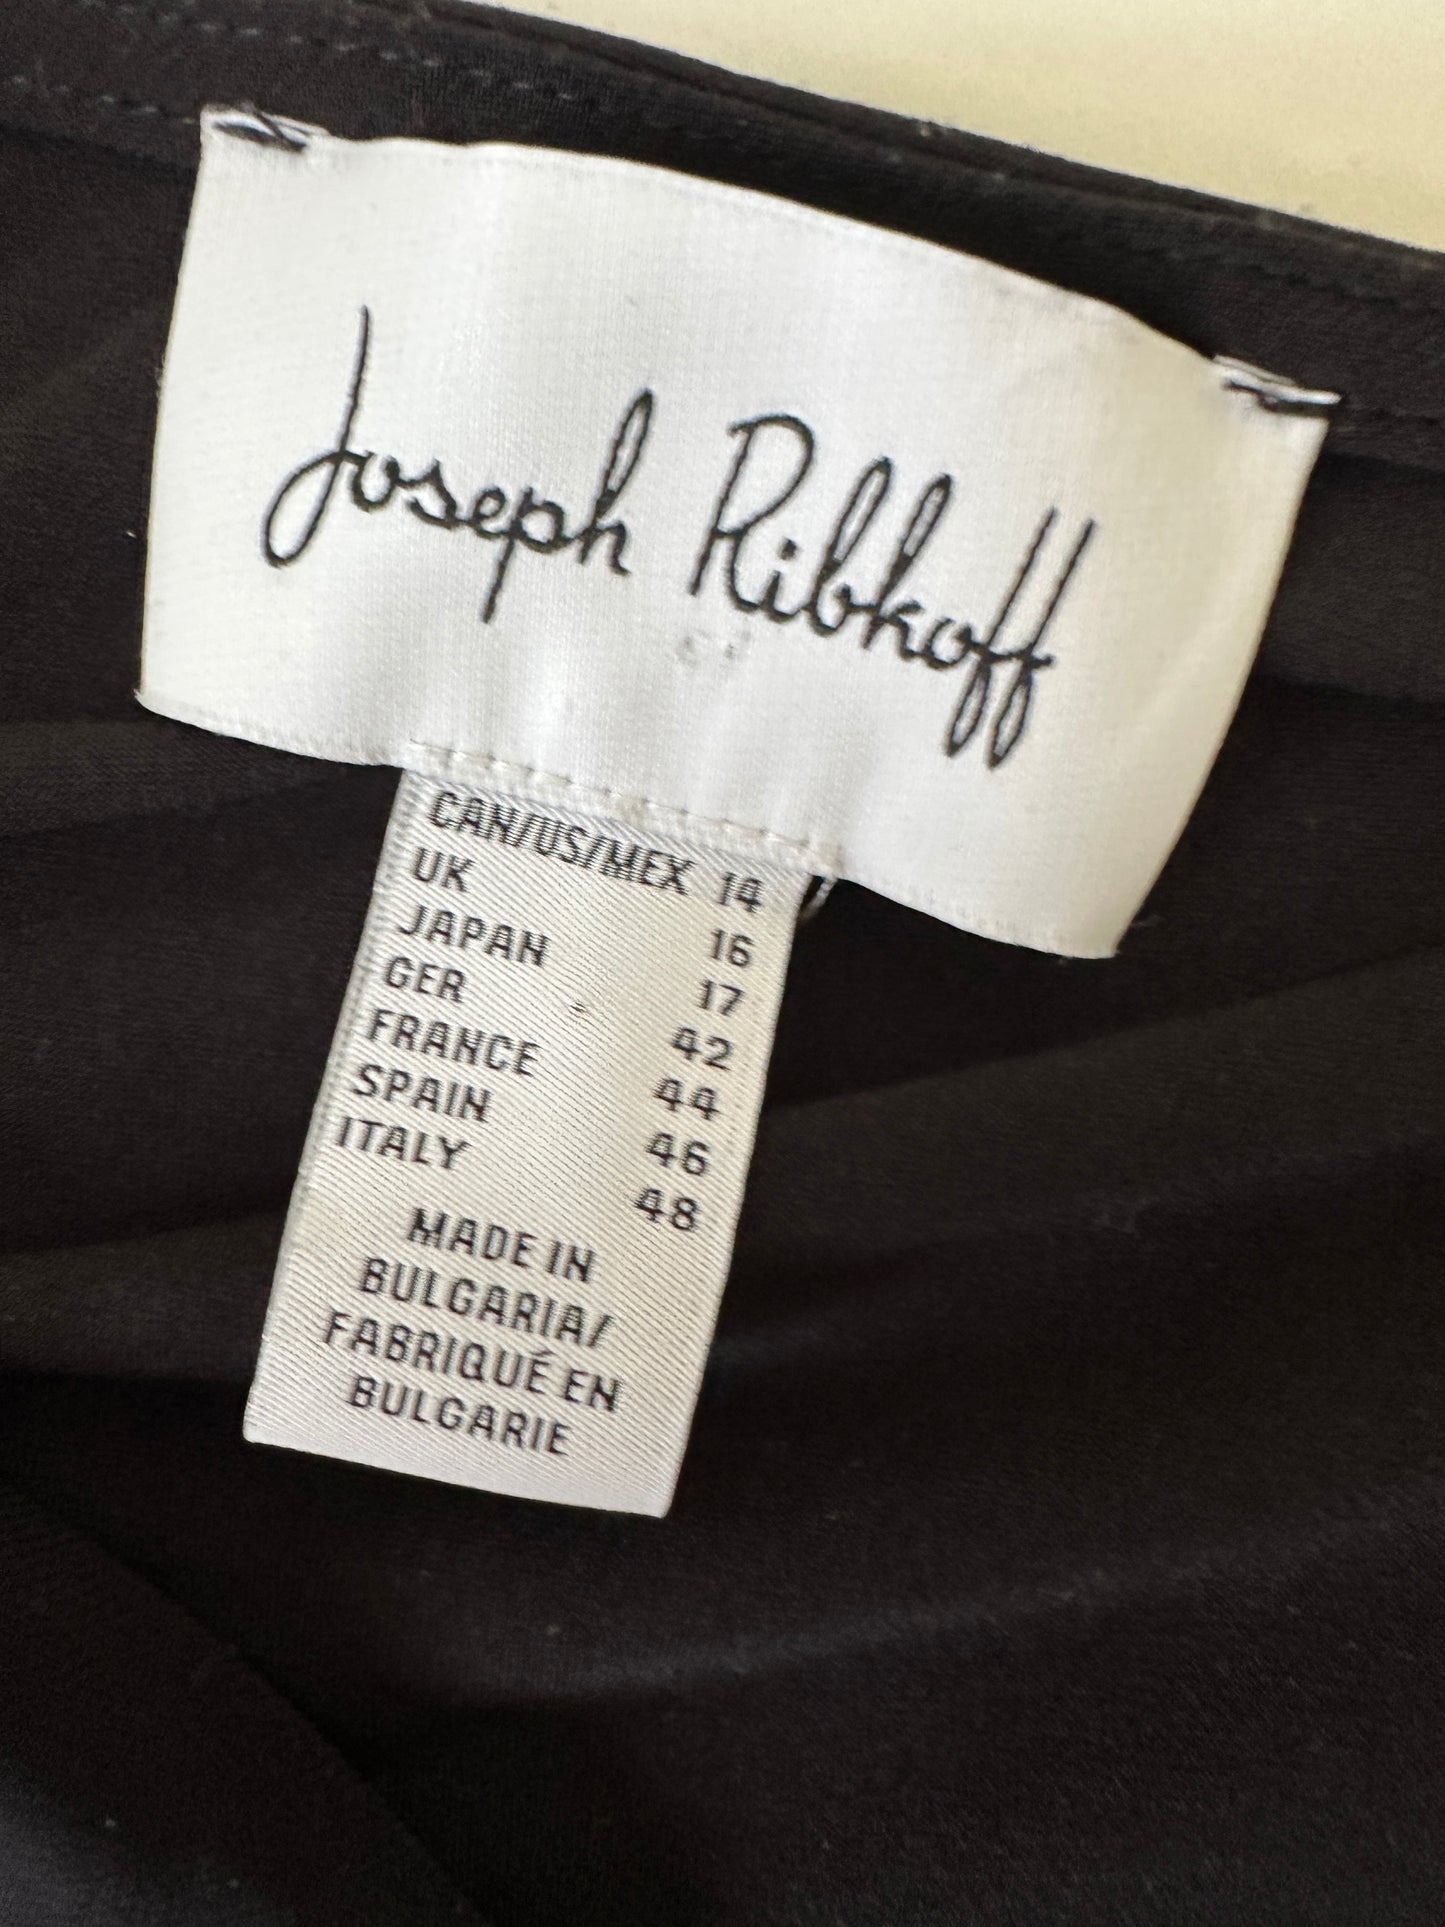 Joseph Ribkoff
CAN/US/MEX 14
UK 16
JAPAN 17
GER 42
FRANCE 44
SPAIN 46
ITALY 48
MADE IN
BULGARIA/
FABRIQUÉ EN
BULGARIE